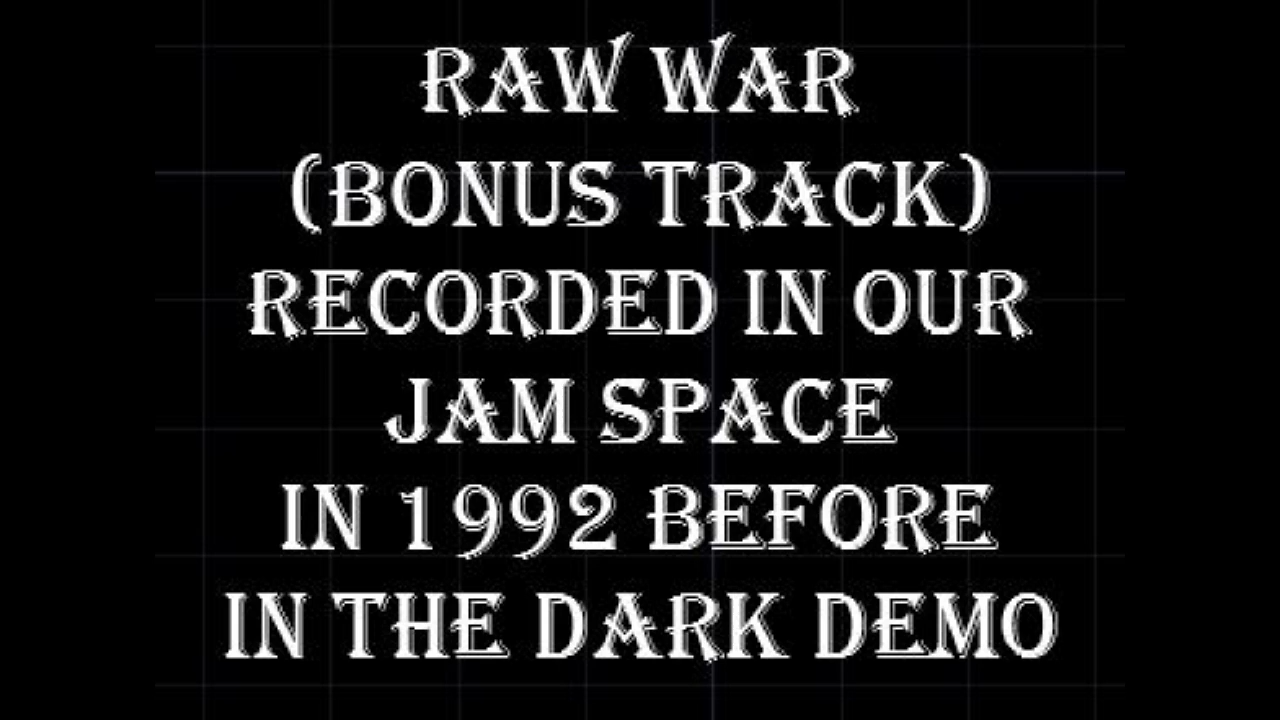 RAW WAR
(BONUS TRACK)
RECORDED IN OUR
JAM SPACE
IN 1992 BEFORE
IN THE DARK DEMO